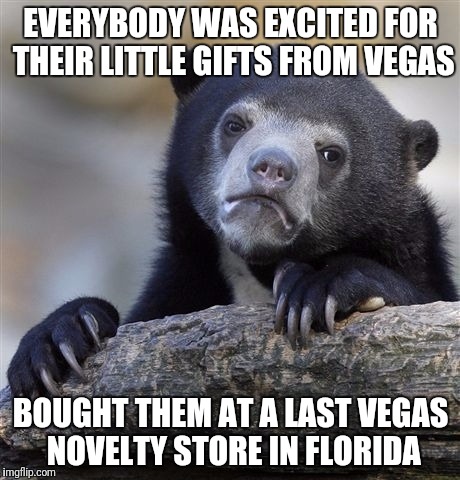 EVERYBODY WAS EXCITED FOR
THEIR LITTLE GIFTS FROM VEGAS
BOUGHT THEM AT A LAST VEGAS
NOVELTY STORE IN FLORIDA
imgflip.com